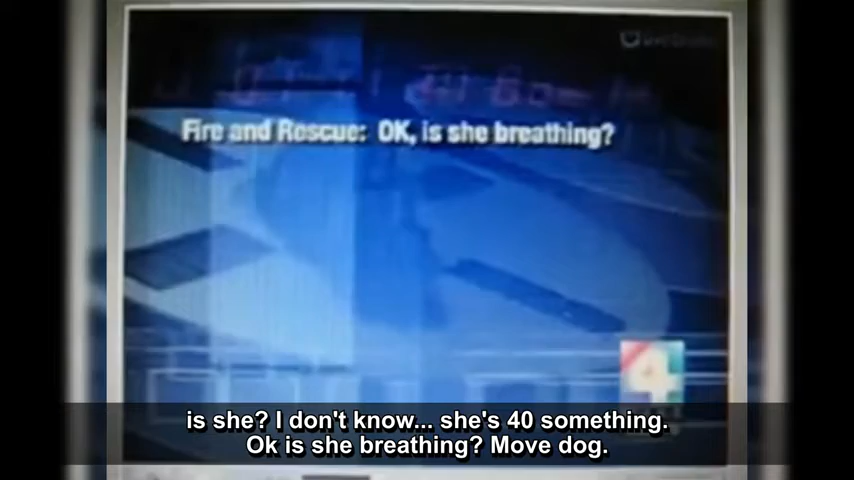 Fire and Rescue: OK, is she breathing?
4
is she? I don't know... she's 40 something.
Ok is she breathing? Move dog.